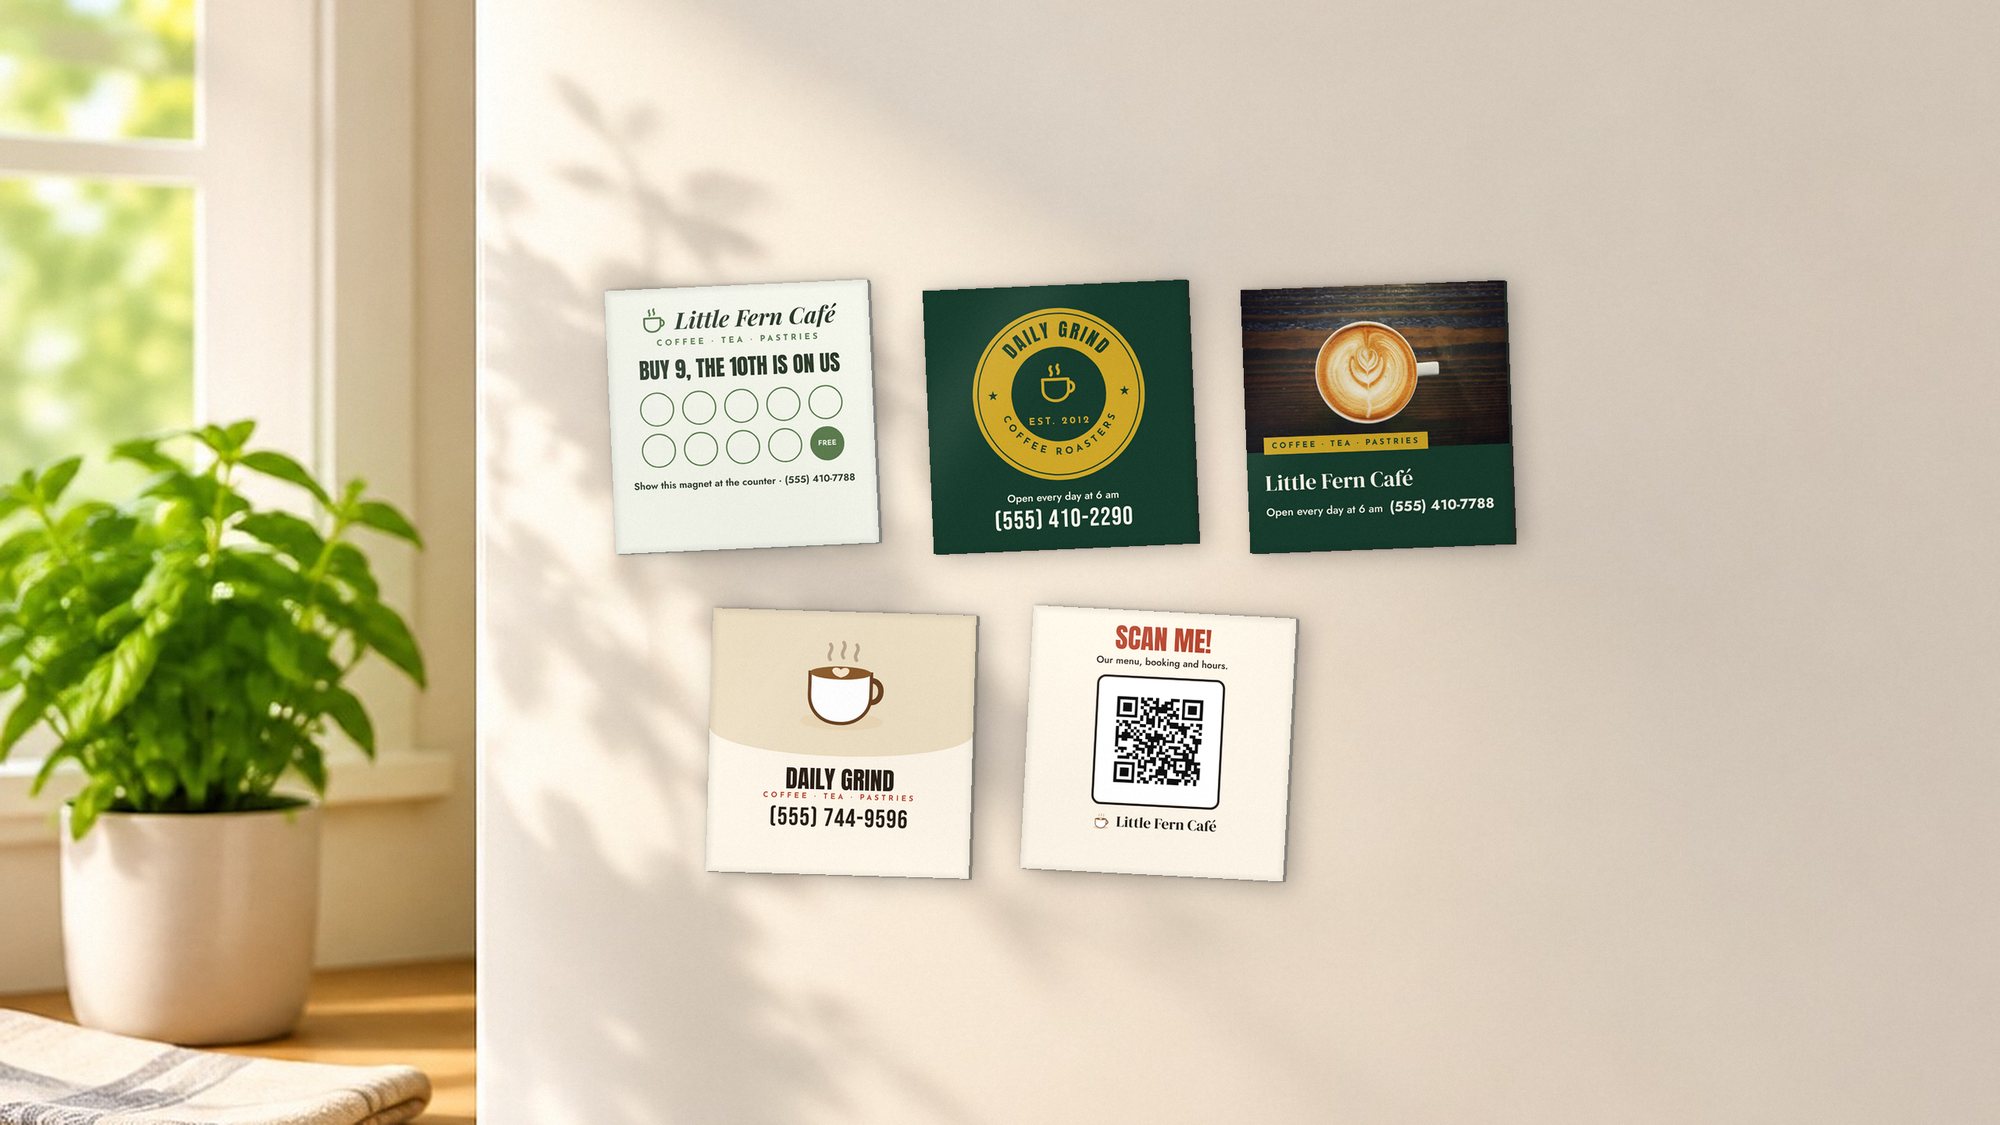 Little Fern Café
COFFEE · TEA · PASTRIES
BUY 9, THE 10TH IS ON US
FREE
Show this magnet at the counter · (555) 410-7788
DAILY GRIND
EST. 2012
COFFEE ROASTERS
Open every day at 6 am
(555) 410-2290
COFFEE · TEA · PASTRIES
Little Fern Café
Open every day at 6 am (555) 410-7788
DAILY GRIND
COFFEE · TEA · PASTRIES
(555) 744-9596
SCAN ME!
Our menu, booking and hours.
Little Fern Café